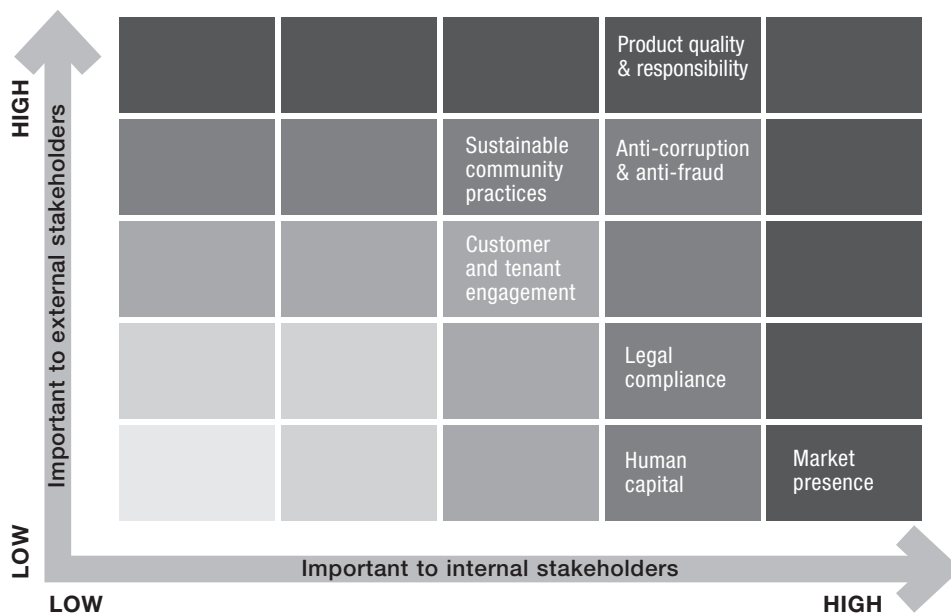 HIGH
Important to external stakeholders
LOW
Product quality
& responsibility
Sustainable
community
practices
Anti-corruption
& anti-fraud
Customer
and tenant
engagement
Legal
compliance
Human
capital
Market
presence
Important to internal stakeholders
LOW
HIGH